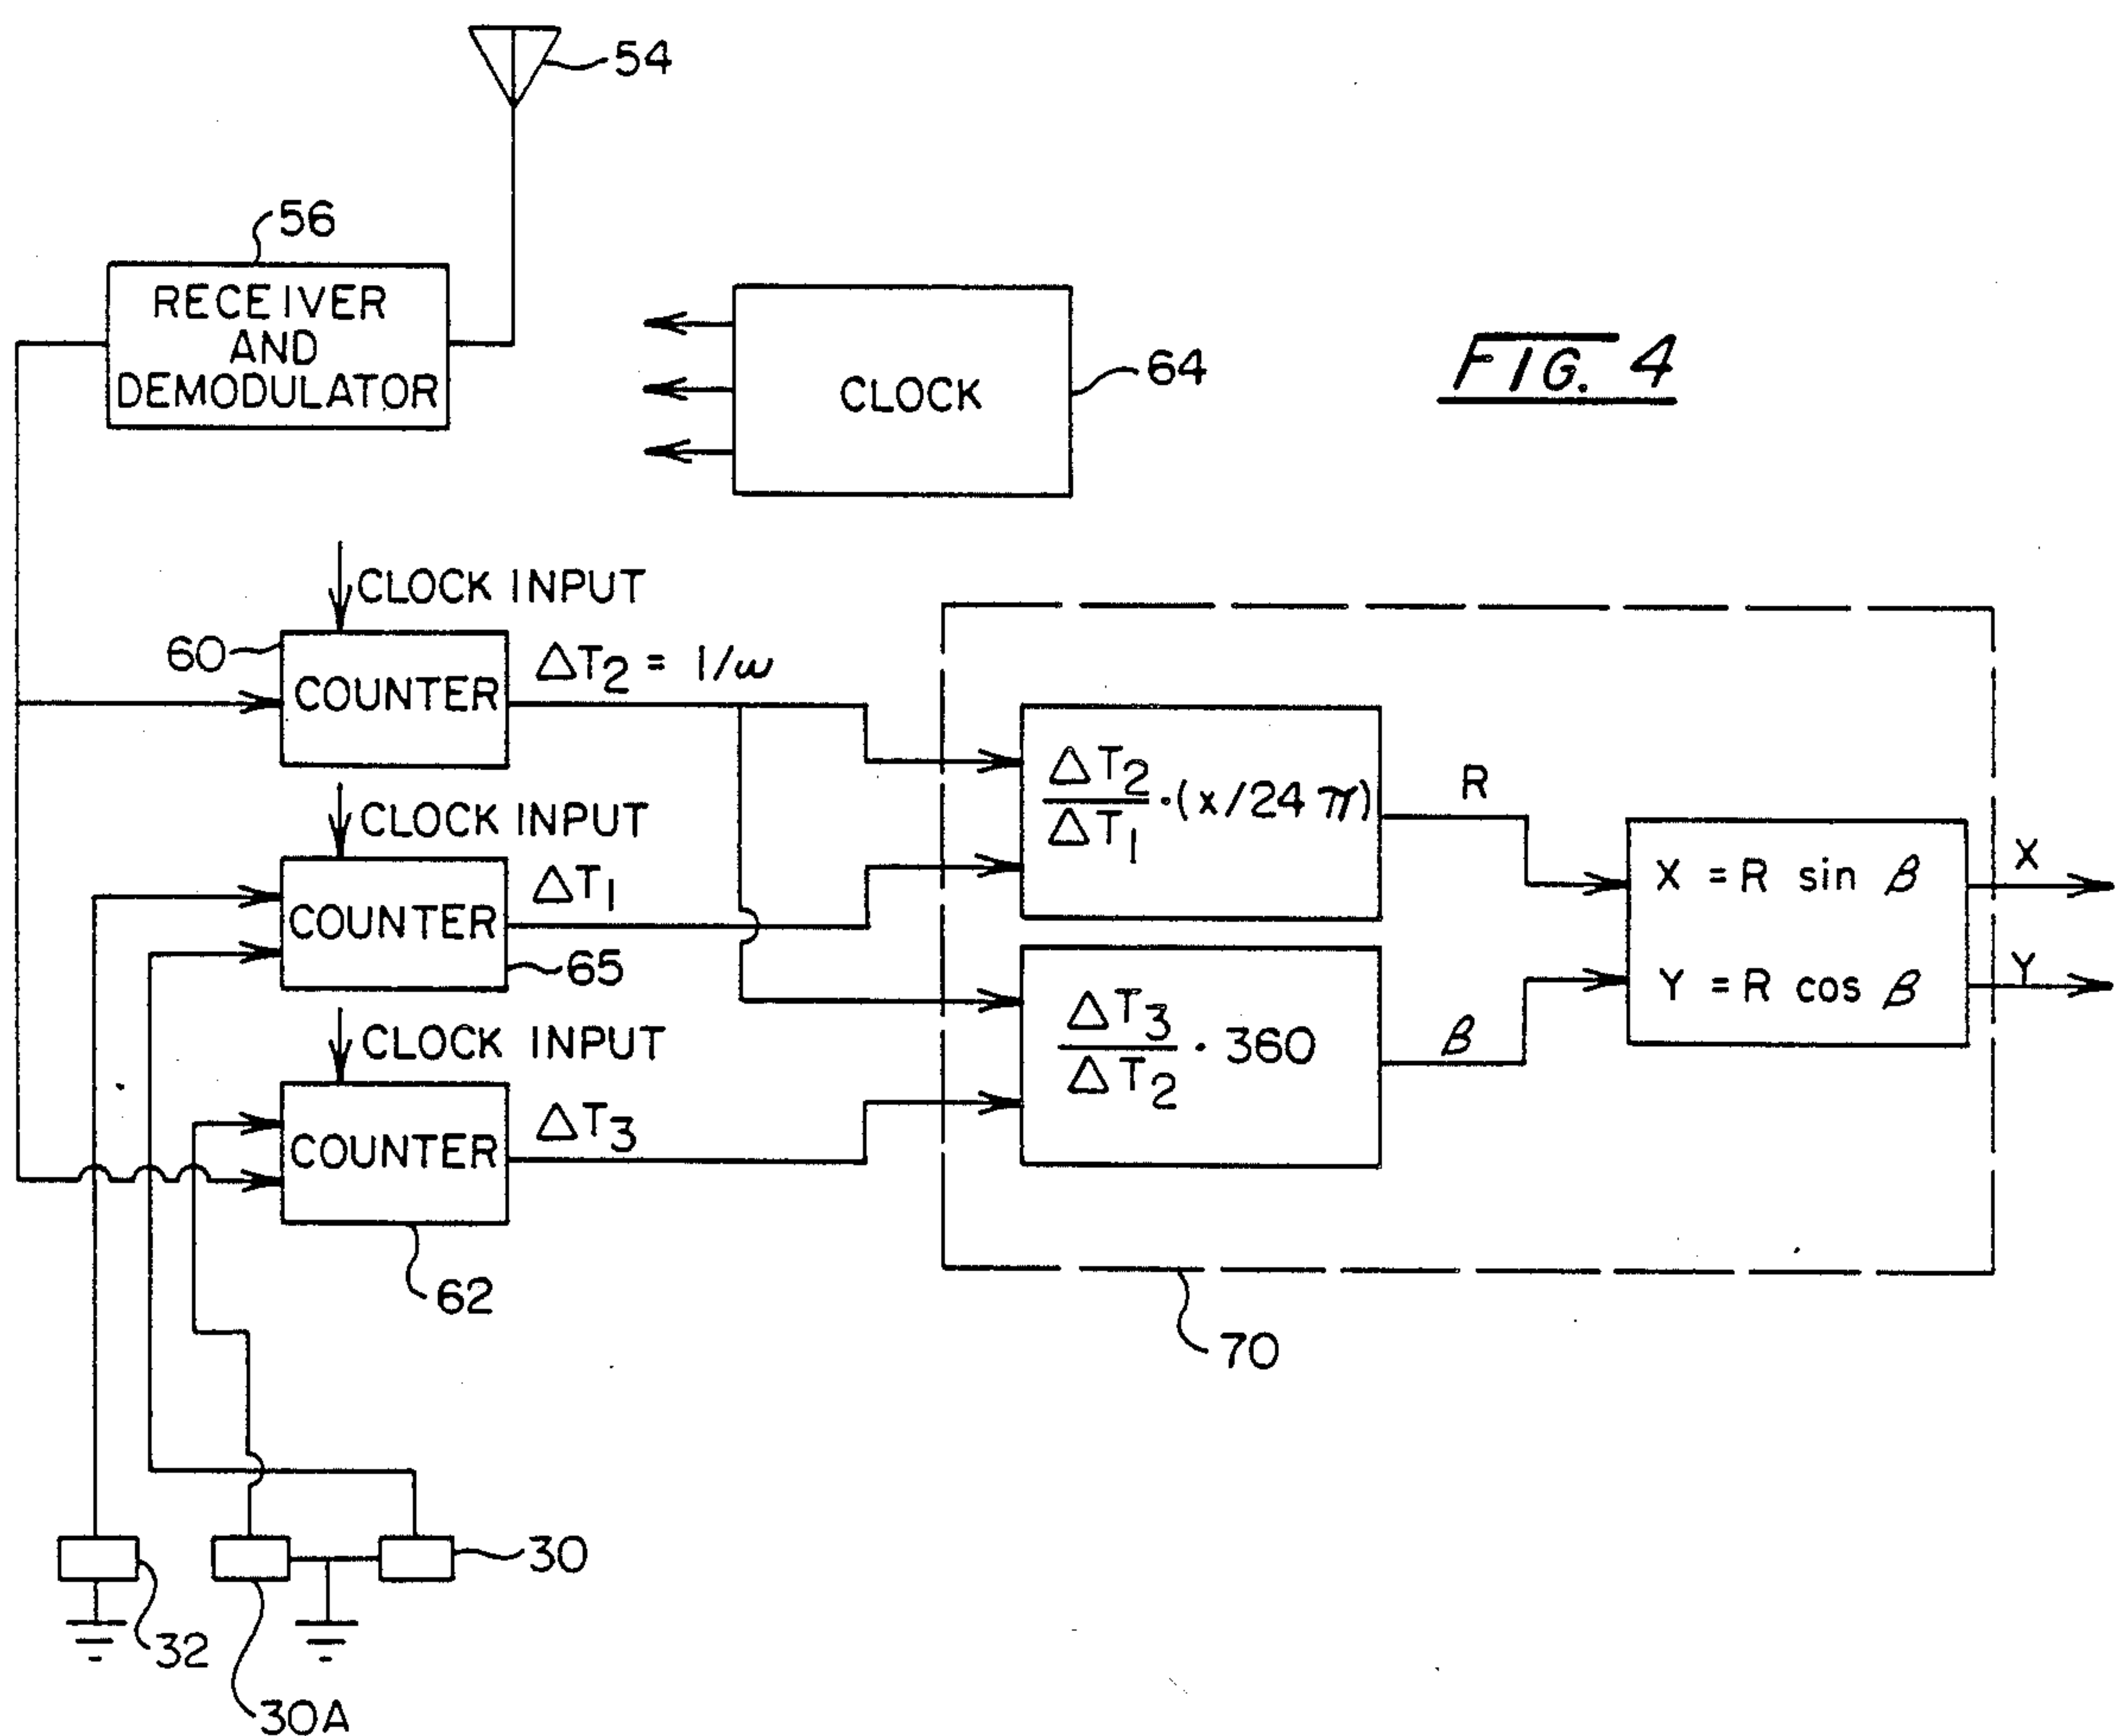 54
56
RECEIVER
AND
DEMODULATOR
CLOCK
64
FIG. 4
CLOCK INPUT
60
COUNTER
ΔT2 = 1/ω
CLOCK INPUT
COUNTER
ΔT1
65
CLOCK INPUT
COUNTER
ΔT3
62
ΔT2
ΔT1
·(x/24 π)
R
ΔT3
ΔT2
· 360
β
X = R sin β
Y = R cos β
X
Y
70
32
30A
30